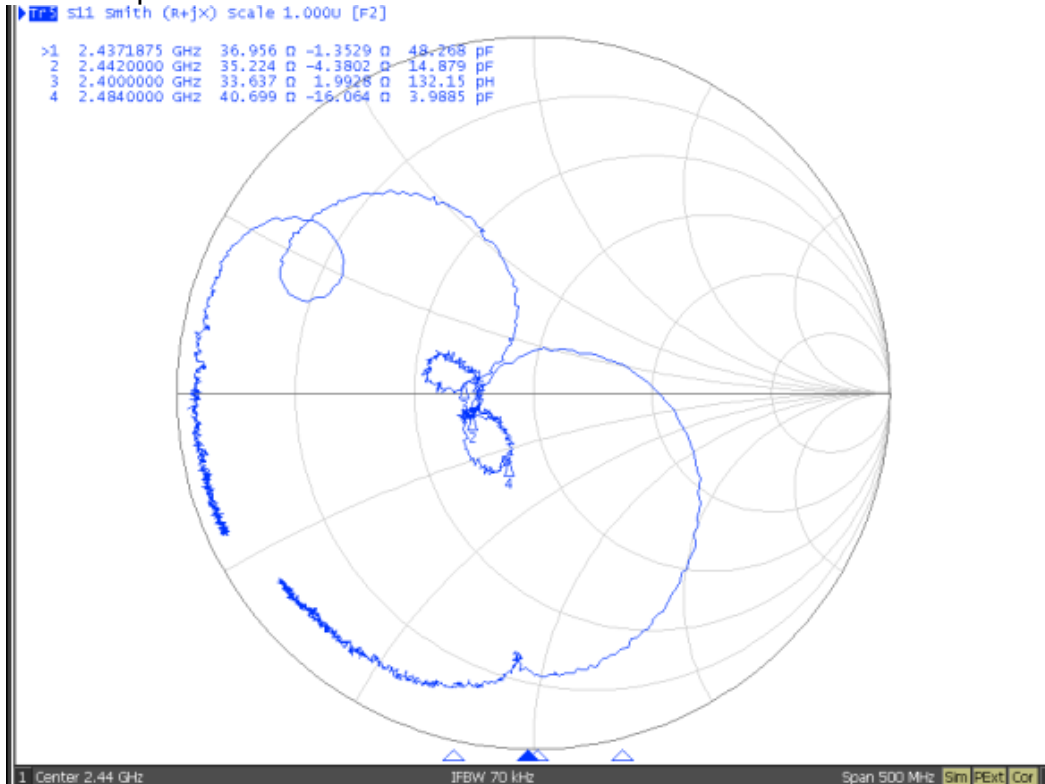 Tr5 S11 Smith (R+jX) Scale 1.000U [F2]
>1 2.4371875 GHz 36.956 Ω -1.3529 Ω 48.268 pF
2 2.4420000 GHz 35.224 Ω -4.3802 Ω 14.879 pF
3 2.4000000 GHz 33.637 Ω 1.9928 Ω 132.15 pH
4 2.4840000 GHz 40.699 Ω -16.064 Ω 3.9885 pF
2
4
1 Center 2.44 GHz IFBW 70 kHz Span 500 MHz Sim PExt Cor